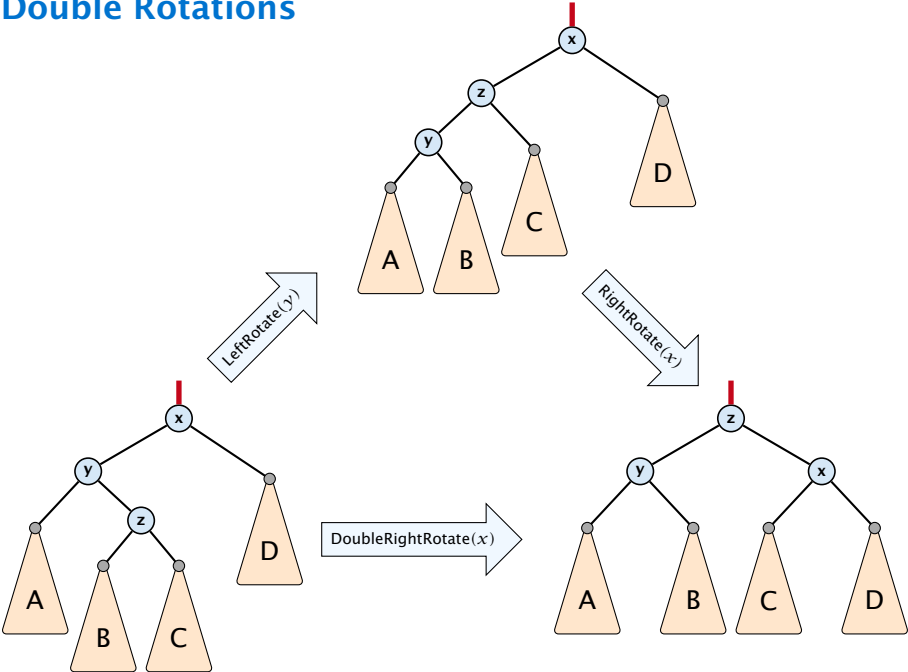 Double Rotations
x
z
y
D
C
A
B
LeftRotate(y)
RightRotate(x)
x
z
y
y
x
z
D
DoubleRightRotate(x)
A
B
C
A
B
C
D